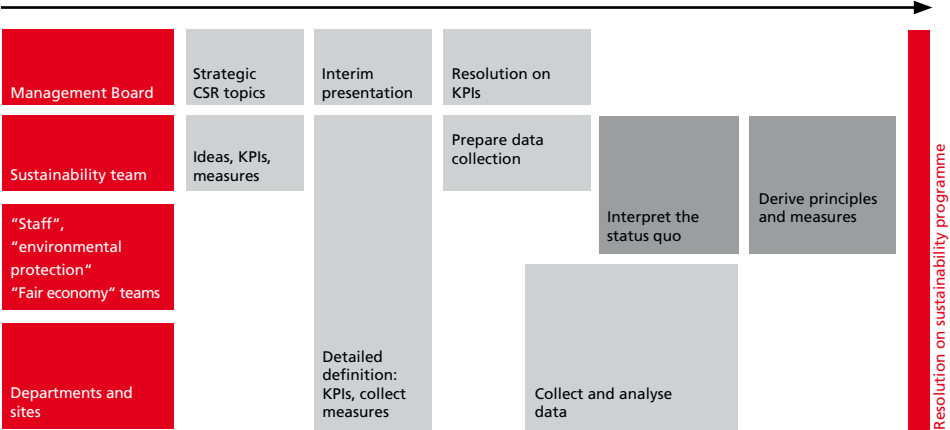 Management Board
Strategic
CSR topics
Interim
presentation
Resolution on
KPIs
Sustainability team
Ideas, KPIs,
measures
Prepare data
collection
Interpret the
status quo
Derive principles
and measures
“Staff“,
“environmental
protection“
“Fair economy“ teams
Departments and
sites
Detailed
definition:
KPIs, collect
measures
Collect and analyse
data
Resolution on sustainability programme